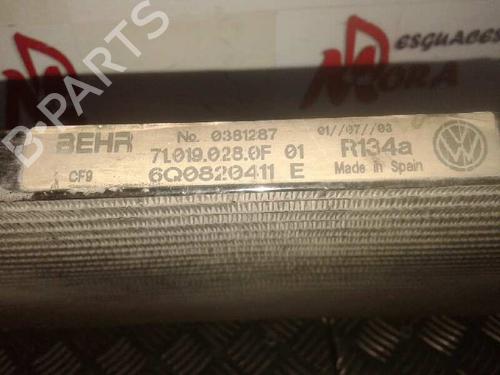 ESGUACES
MORA
B-PARTS
BEHR No. 0381287 01//07//03
71.019.028.0F 01 R134a
CF9 6Q0820411 E Made in Spain